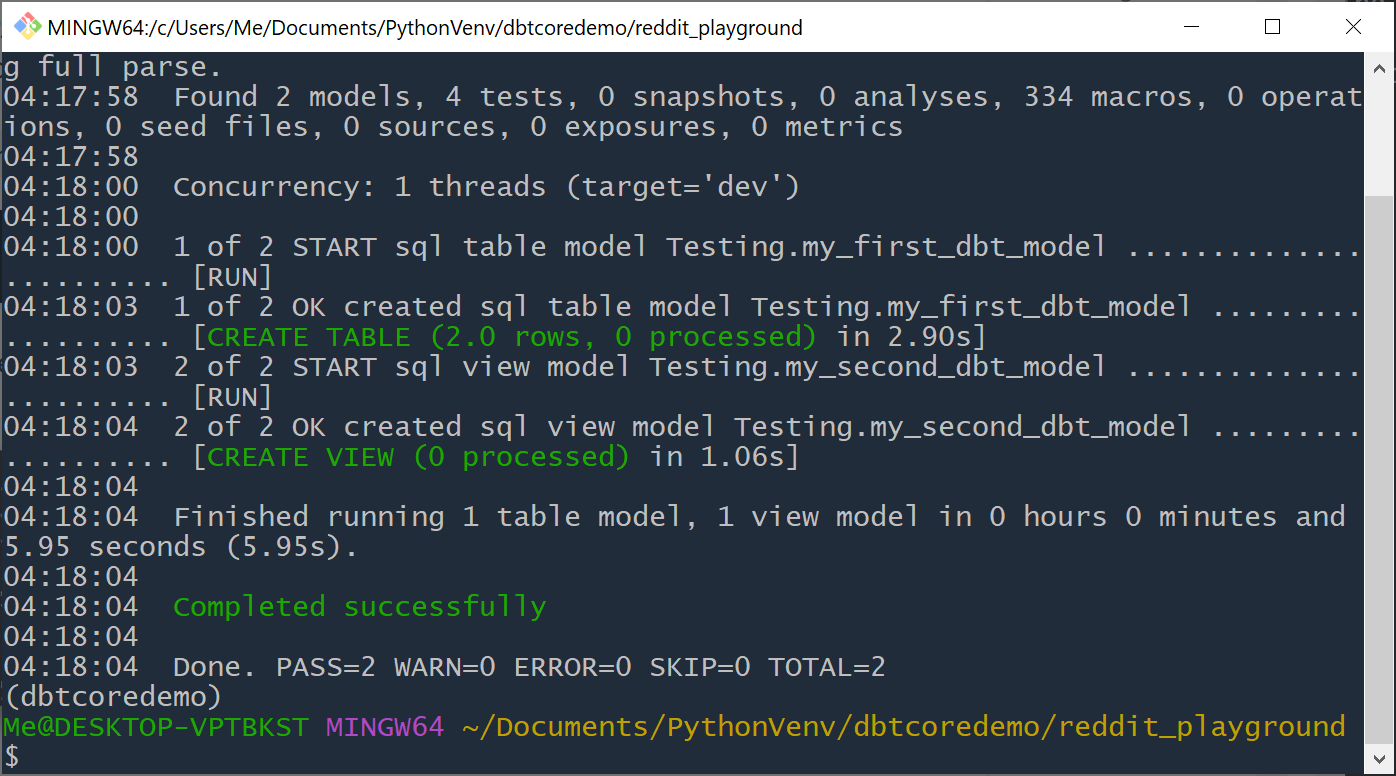 MINGW64:/c/Users/Me/Documents/PythonVenv/dbtcoredemo/reddit_playground
g full parse.
04:17:58  Found 2 models, 4 tests, 0 snapshots, 0 analyses, 334 macros, 0 operat
ions, 0 seed files, 0 sources, 0 exposures, 0 metrics
04:17:58
04:18:00  Concurrency: 1 threads (target='dev')
04:18:00
04:18:00  1 of 2 START sql table model Testing.my_first_dbt_model ..............
.......... [RUN]
04:18:03  1 of 2 OK created sql table model Testing.my_first_dbt_model .........
.......... [CREATE TABLE (2.0 rows, 0 processed) in 2.90s]
04:18:03  2 of 2 START sql view model Testing.my_second_dbt_model ..............
.......... [RUN]
04:18:04  2 of 2 OK created sql view model Testing.my_second_dbt_model .........
.......... [CREATE VIEW (0 processed) in 1.06s]
04:18:04
04:18:04  Finished running 1 table model, 1 view model in 0 hours 0 minutes and
5.95 seconds (5.95s).
04:18:04
04:18:04  Completed successfully
04:18:04
04:18:04  Done. PASS=2 WARN=0 ERROR=0 SKIP=0 TOTAL=2
(dbtcoredemo)
Me@DESKTOP-VPTBKST MINGW64 ~/Documents/PythonVenv/dbtcoredemo/reddit_playground
$